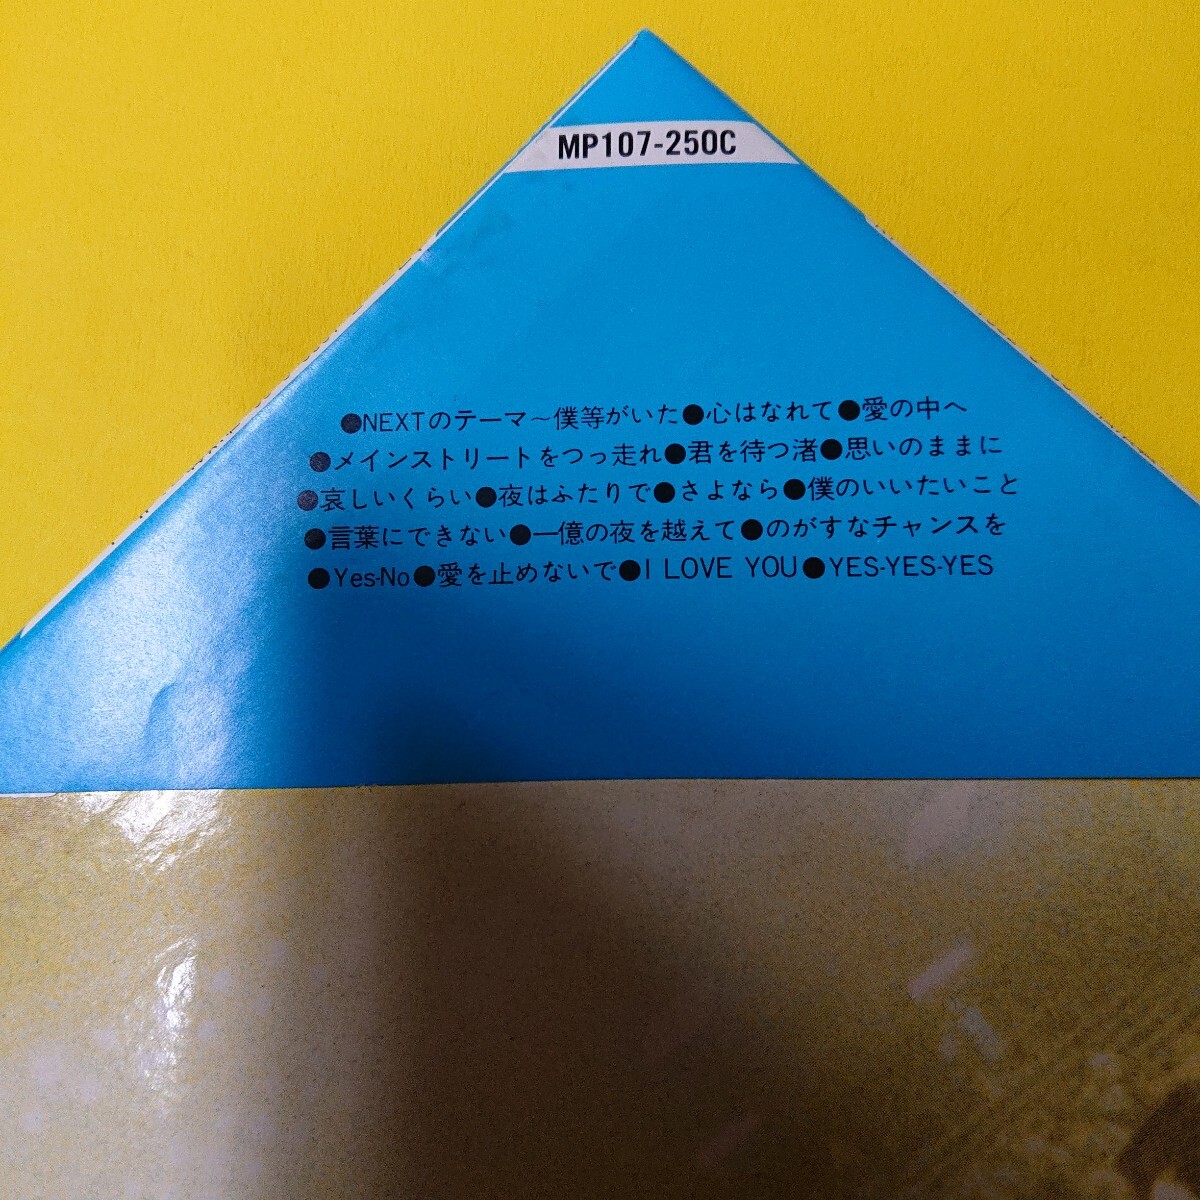 MP107-250C
●NEXTのテーマ～僕等がいた●心はなれて●愛の中へ
●メインストリートをつっ走れ●君を待つ渚●思いのままに
●哀しいくらい●夜はふたりで●さよなら●僕のいいたいこと
●言葉にできない●一億の夜を越えて●のがすなチャンスを
●Yes-No●愛を止めないで●I LOVE YOU●YES-YES-YES